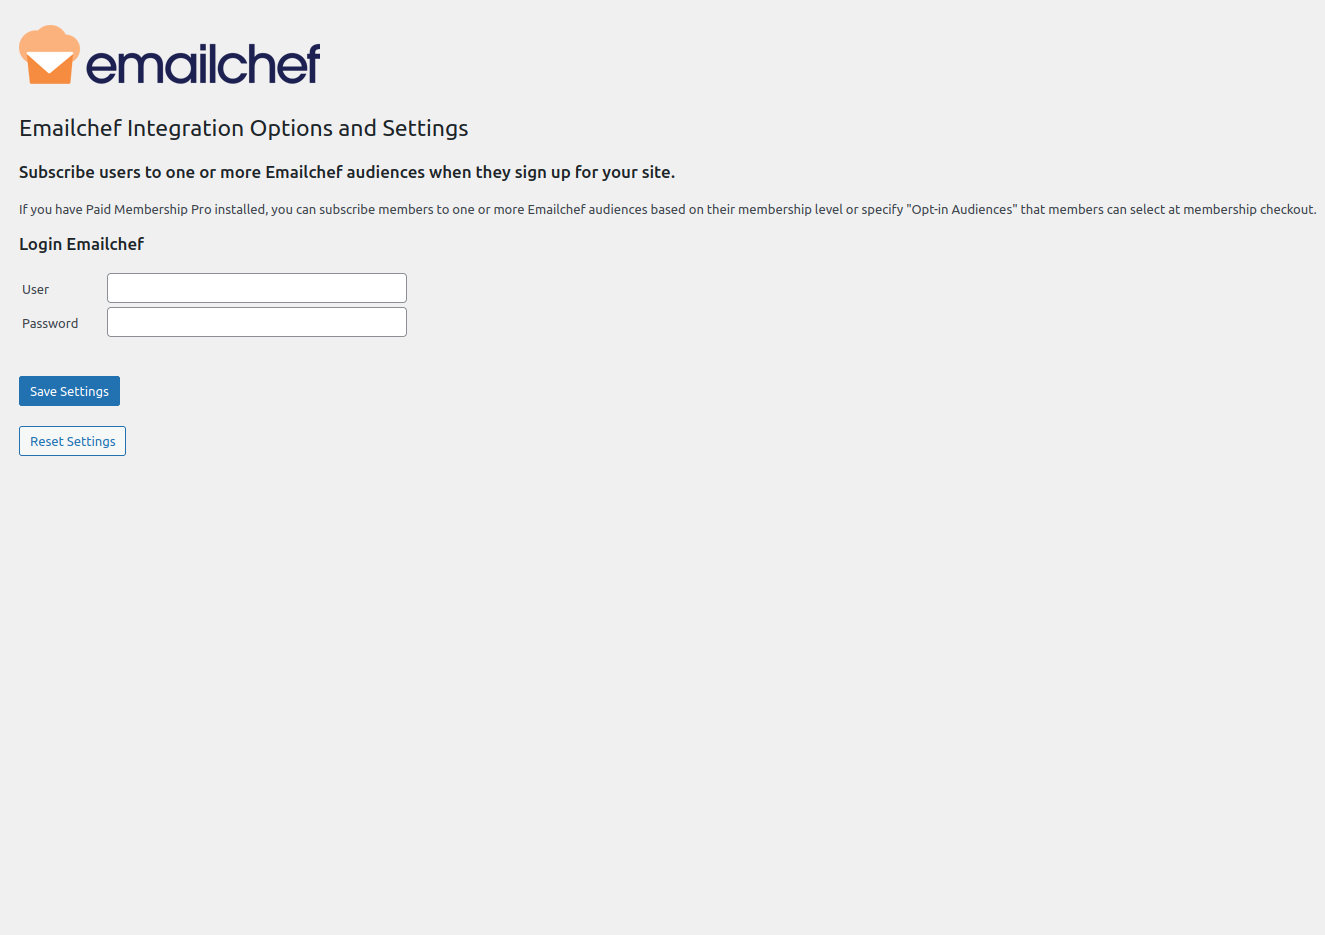 emailchef
Emailchef Integration Options and Settings
Subscribe users to one or more Emailchef audiences when they sign up for your site.
If you have Paid Membership Pro installed, you can subscribe members to one or more Emailchef audiences based on their membership level or specify "Opt-in Audiences" that members can select at membership checkout.
Login Emailchef
User
Password
Save Settings
Reset Settings